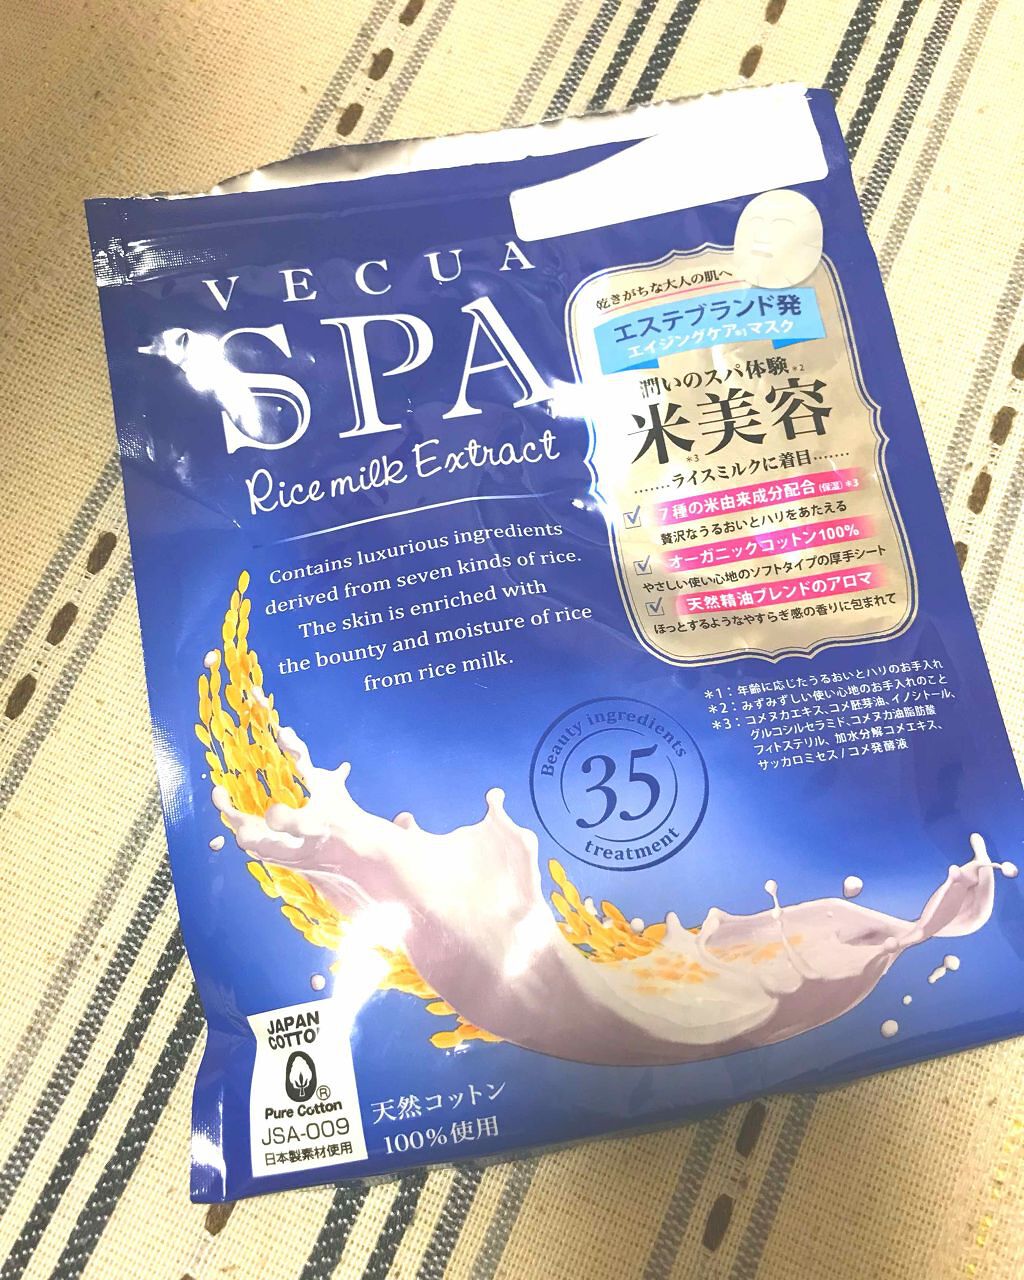 VECUA
SPA
Rice milk Extract
Contains luxurious ingredients
derived from seven kinds of rice.
The skin is enriched with
the bounty and moisture of rice
from rice milk.
乾きがちな大人の肌へ
エステブランド発
エイジングケア※1マスク
潤いのスパ体験※2
米美容
※3
……ライスミルクに着目……
7種の米由来成分配合(保湿)※3
贅沢なうるおいとハリをあたえる
オーガニックコットン100%
やさしい使い心地のソフトタイプの厚手シート
天然精油ブレンドのアロマ
ほっとするようなやすらぎ感の香りに包まれて
＊1：年齢に応じたうるおいとハリのお手入れ
＊2：みずみずしい使い心地のお手入れのこと
＊3：コメヌカエキス、コメ胚芽油、イノシトール、
グルコシルセラミド、コメヌカ油脂肪酸
フィトステリル、加水分解コメエキス、
サッカロミセス/コメ発酵液
Beauty ingredients
35
treatment
JAPAN
COTTO
®
Pure Cotton
JSA-009
日本製素材使用
天然コットン
100%使用